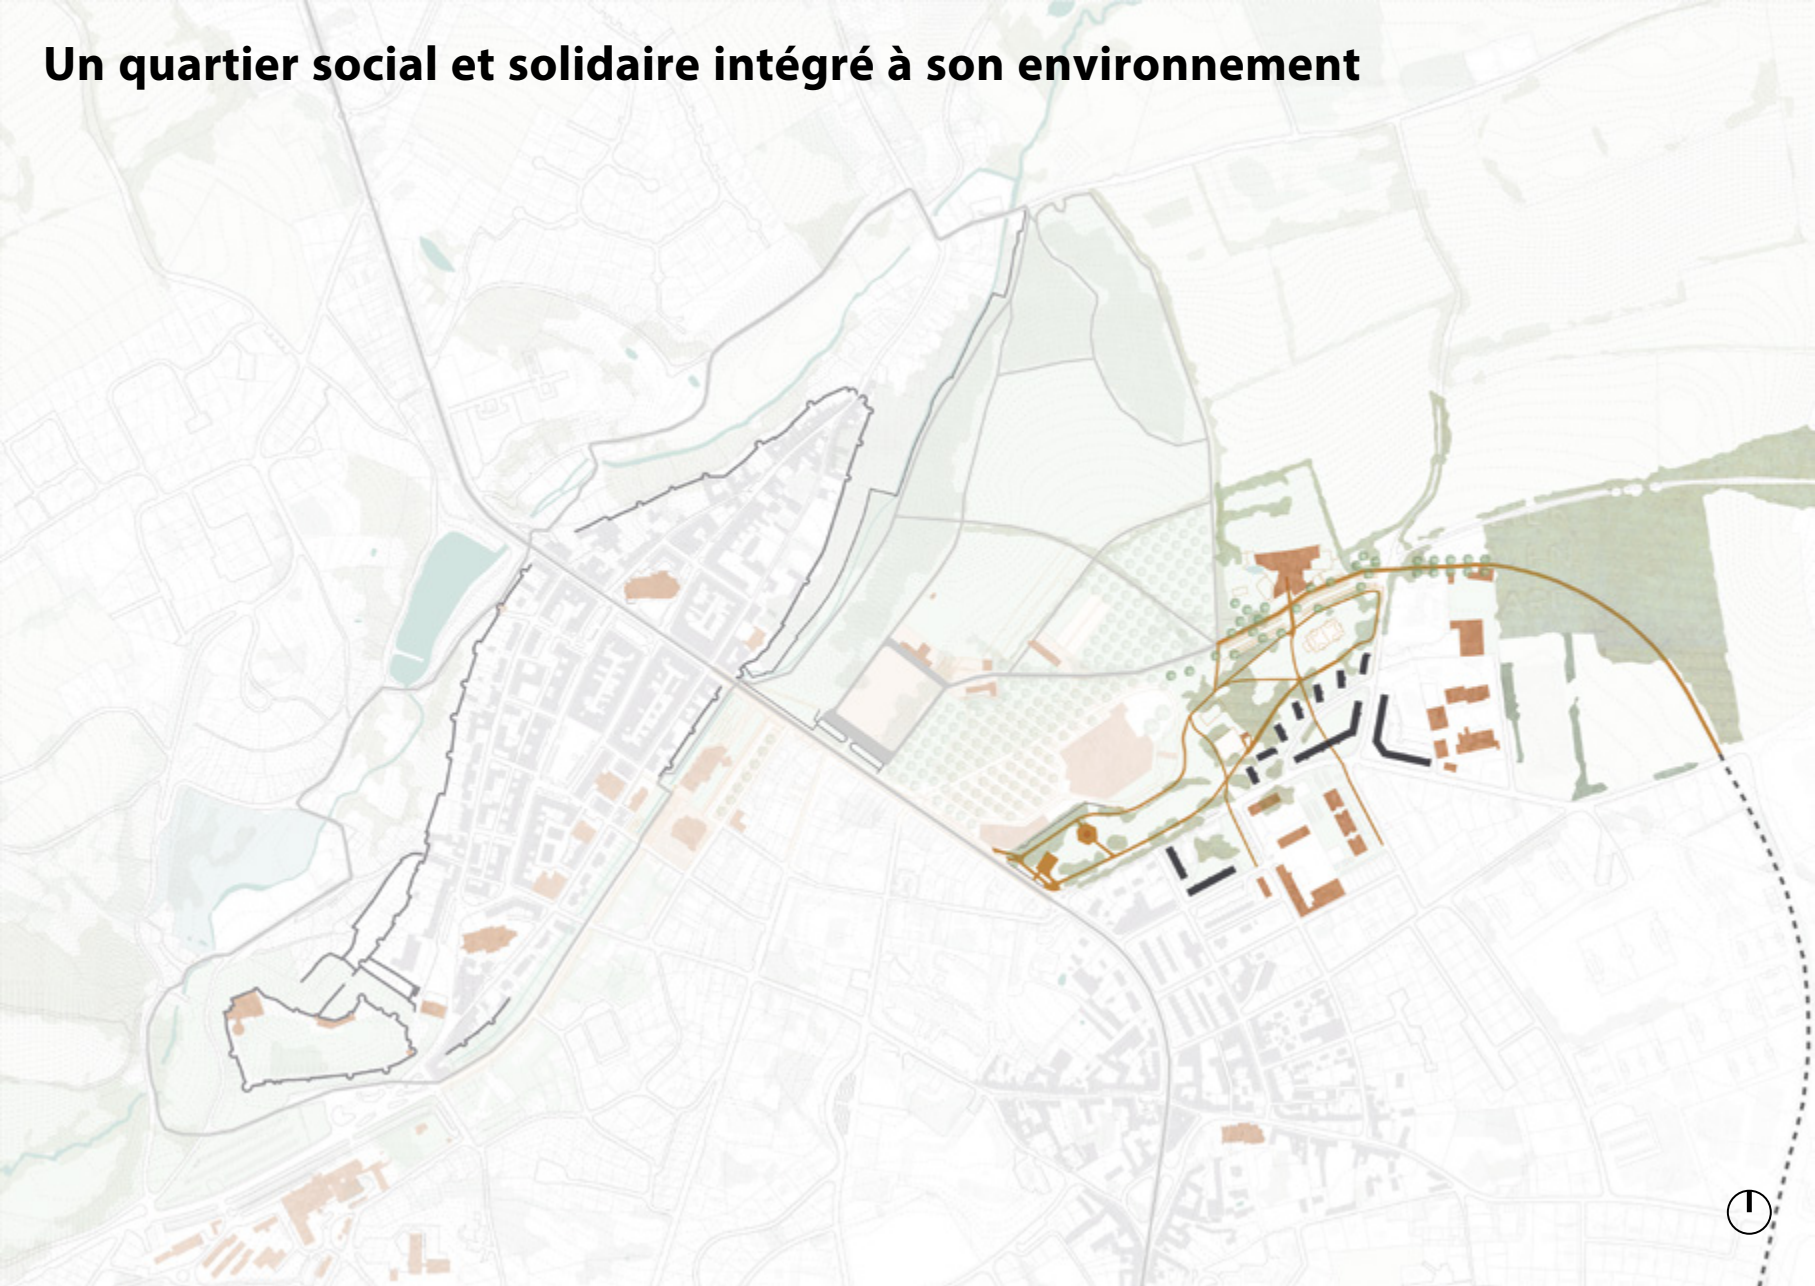 Un quartier social et solidaire intégré à son environnement